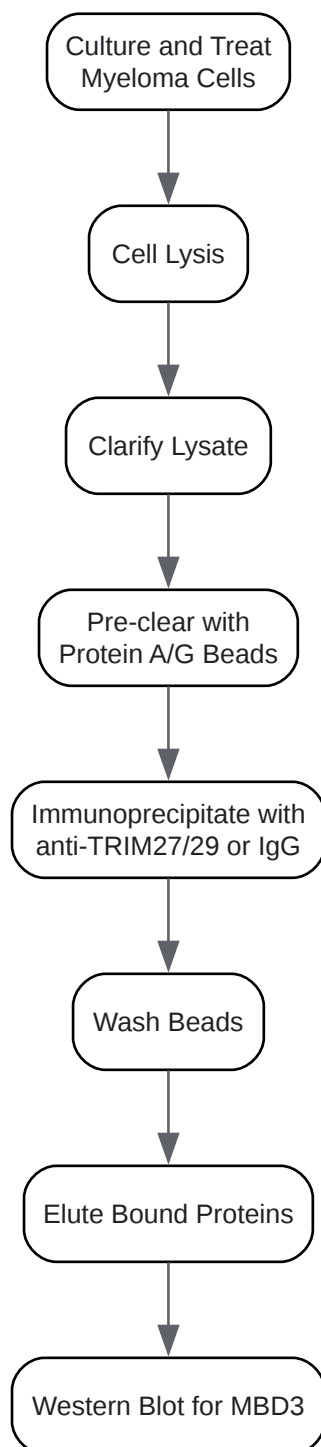 Culture and Treat
Myeloma Cells
Cell Lysis
Clarify Lysate
Pre-clear with
Protein A/G Beads
Immunoprecipitate with
anti-TRIM27/29 or IgG
Wash Beads
Elute Bound Proteins
Western Blot for MBD3